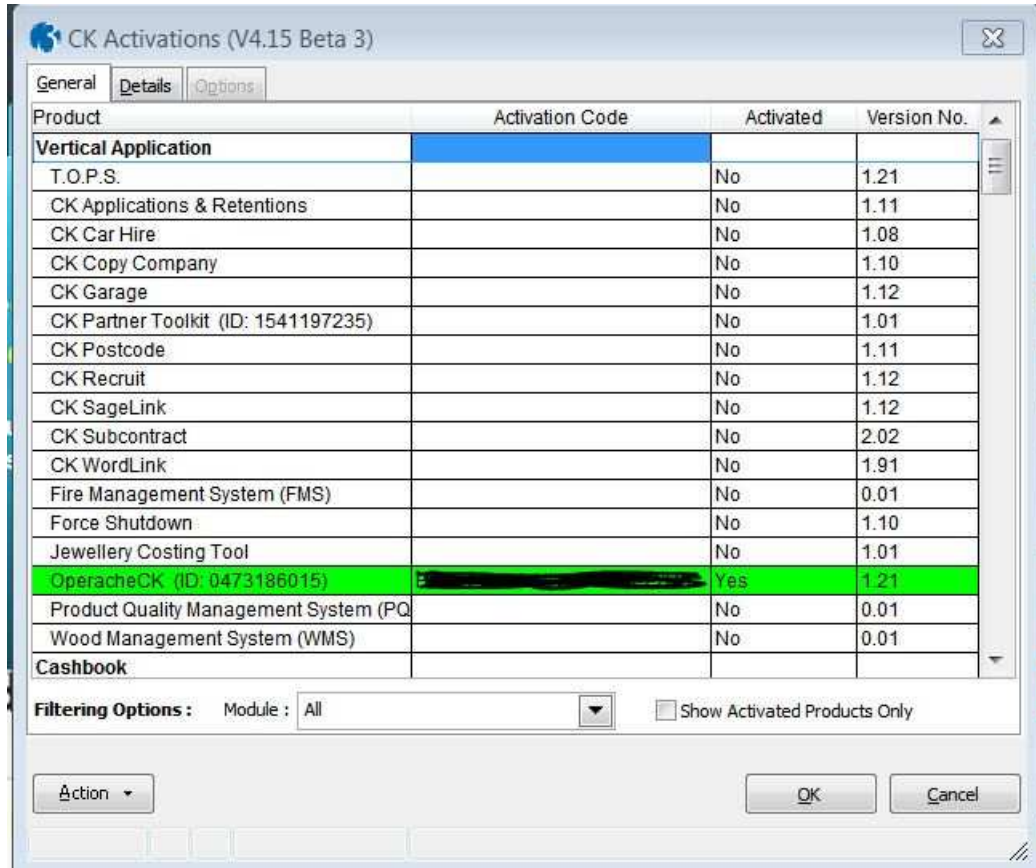 CK Activations (V4.15 Beta 3)
General Details Options
Product Activation Code Activated Version No.
Vertical Application
T.O.P.S. No 1.21
CK Applications & Retentions No 1.11
CK Car Hire No 1.08
CK Copy Company No 1.10
CK Garage No 1.12
CK Partner Toolkit (ID: 1541197235) No 1.01
CK Postcode No 1.11
CK Recruit No 1.12
CK SageLink No 1.12
CK Subcontract No 2.02
CK WordLink No 1.91
Fire Management System (FMS) No 0.01
Force Shutdown No 1.10
Jewellery Costing Tool No 1.01
OperacheCK (ID: 0473186015) Yes 1.21
Product Quality Management System (PQ No 0.01
Wood Management System (WMS) No 0.01
Cashbook
Filtering Options : Module : All Show Activated Products Only
Action OK Cancel